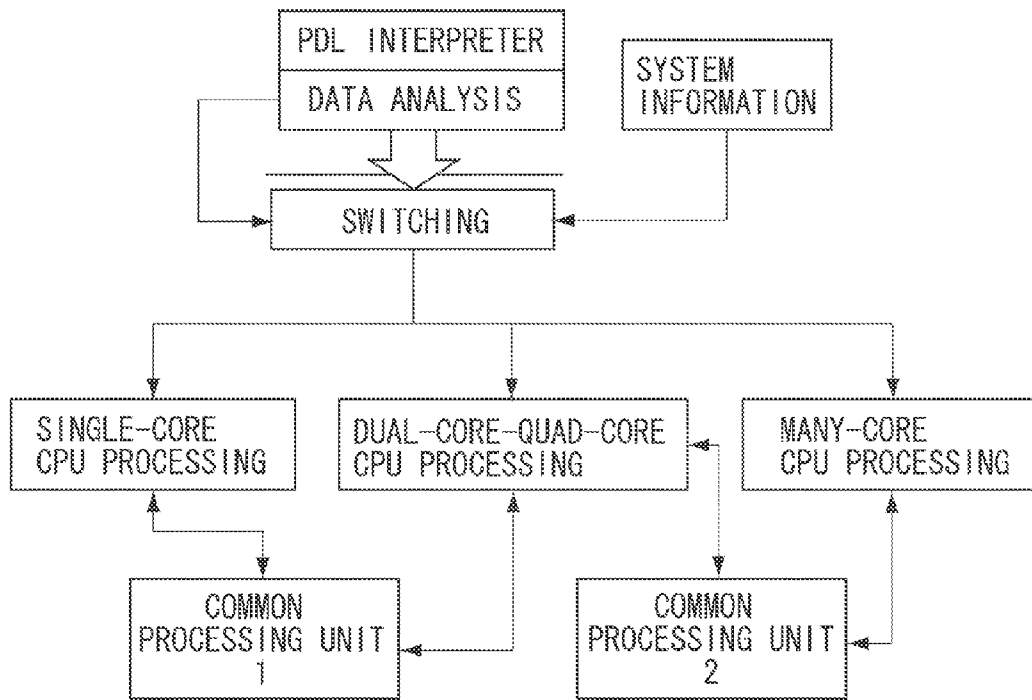 PDL INTERPRETER
DATA ANALYSIS
SYSTEM
INFORMATION
SWITCHING
SINGLE-CORE
CPU PROCESSING
DUAL-CORE-QUAD-CORE
CPU PROCESSING
MANY-CORE
CPU PROCESSING
COMMON
PROCESSING UNIT
1
COMMON
PROCESSING UNIT
2